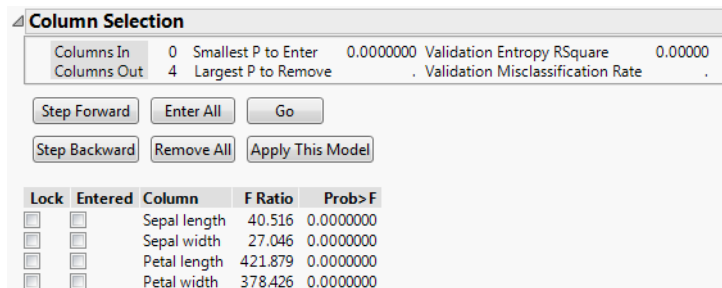 Column Selection
Columns In 0 Smallest P to Enter 0.0000000 Validation Entropy RSquare 0.00000
Columns Out 4 Largest P to Remove . Validation Misclassification Rate .
Step Forward Enter All Go
Step Backward Remove All Apply This Model
Lock Entered Column F Ratio Prob>F
Sepal length 40.516 0.0000000
Sepal width 27.046 0.0000000
Petal length 421.879 0.0000000
Petal width 378.426 0.0000000